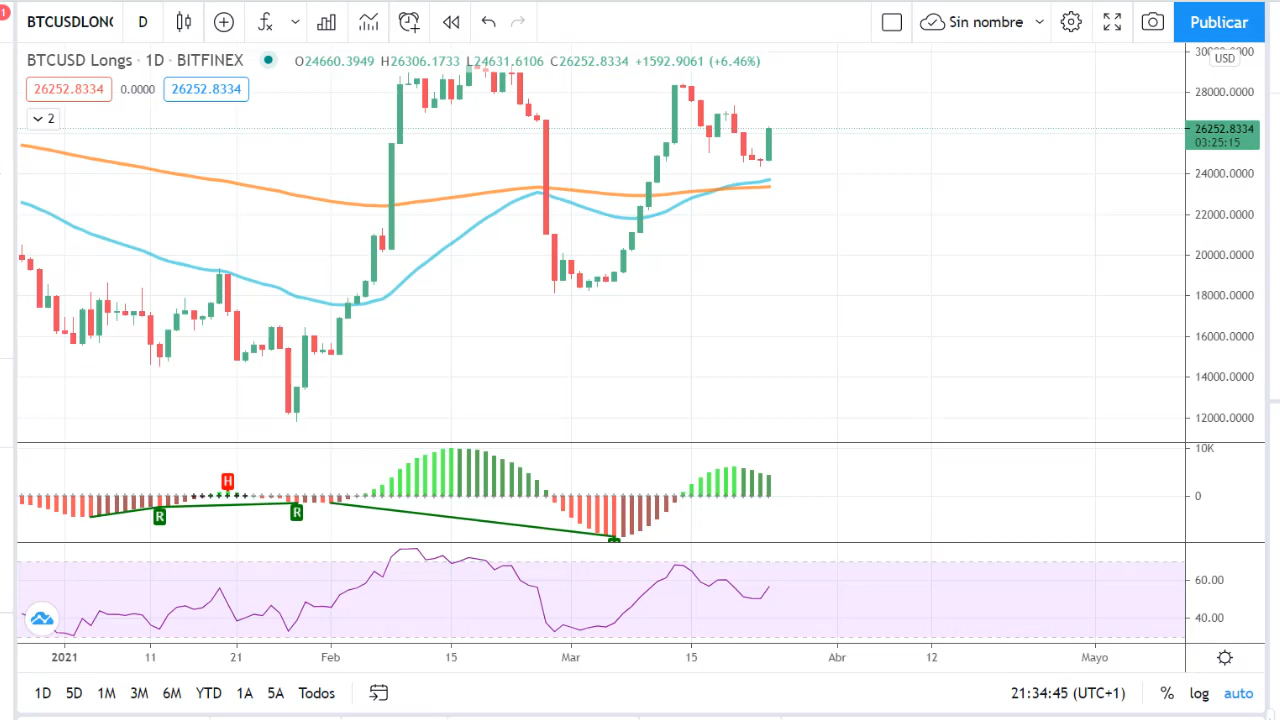 1
BTCUSDLONG D Sin nombre Publicar
BTCUSD Longs · 1D · BITFINEX O24660.3949 H26306.1733 L24631.6106 C26252.8334 +1592.9061 (+6.46%)
30000.0000
USD
26252.8334 0.0000 26252.8334
2
28000.0000
26252.8334
03:25:15
24000.0000
22000.0000
20000.0000
18000.0000
16000.0000
14000.0000
12000.0000
10K
H
0
R
R
60.00
40.00
2021 11 21 Feb 15 Mar 15 Abr 12 Mayo
1D 5D 1M 3M 6M YTD 1A 5A Todos 21:34:45 (UTC+1) % log auto